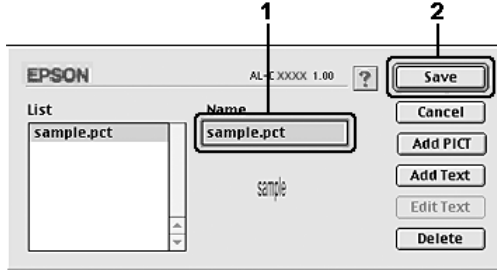 1 2
EPSON AL-C XXXX 1.00 ? Save
List Name Cancel
sample.pct sample.pct Add PICT
sample Add Text
Edit Text
Delete